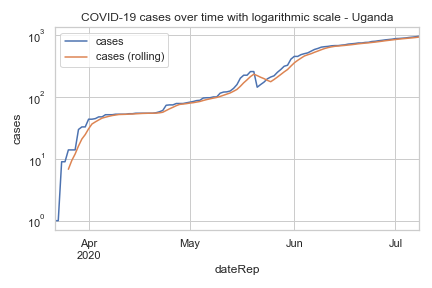 COVID-19 cases over time with logarithmic scale - Uganda
cases
cases (rolling)
10³
10²
10¹
10⁰
cases
Apr
2020
May
Jun
Jul
dateRep